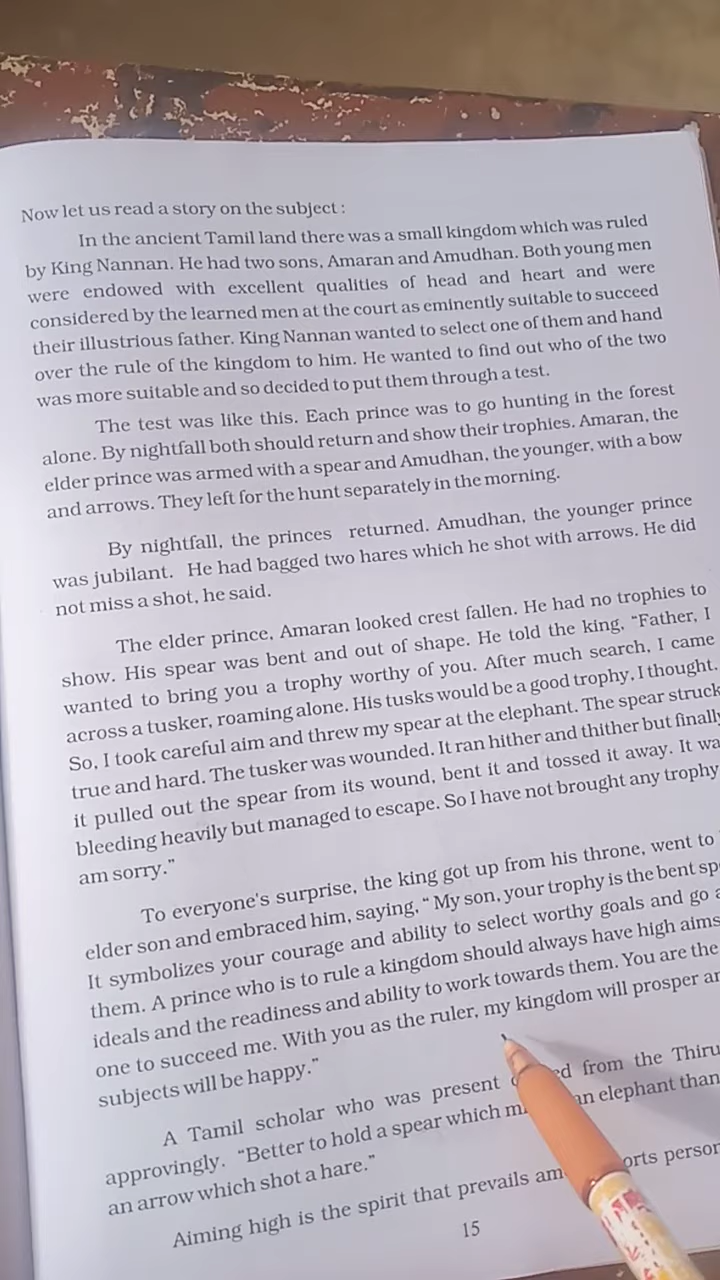 Now let us read a story on the subject :
In the ancient Tamil land there was a small kingdom which was ruled
by King Nannan. He had two sons, Amaran and Amudhan. Both young men
were endowed with excellent qualities of head and heart and were
considered by the learned men at the court as eminently suitable to succeed
their illustrious father. King Nannan wanted to select one of them and hand
over the rule of the kingdom to him. He wanted to find out who of the two
was more suitable and so decided to put them through a test.
The test was like this. Each prince was to go hunting in the forest
alone. By nightfall both should return and show their trophies. Amaran, the
elder prince was armed with a spear and Amudhan, the younger, with a bow
and arrows. They left for the hunt separately in the morning.
By nightfall, the princes returned. Amudhan, the younger prince
was jubilant. He had bagged two hares which he shot with arrows. He did
not miss a shot, he said.
The elder prince, Amaran looked crest fallen. He had no trophies to
show. His spear was bent and out of shape. He told the king, "Father, I
wanted to bring you a trophy worthy of you. After much search, I came
across a tusker, roaming alone. His tusks would be a good trophy, I thought.
So, I took careful aim and threw my spear at the elephant. The spear struck
true and hard. The tusker was wounded. It ran hither and thither but finally
it pulled out the spear from its wound, bent it and tossed it away. It
bleeding heavily but managed to escape. So I have not brought any trophy
am sorry."
To everyone's surprise, the king got up from his throne, went to
elder son and embraced him, saying, " My son, your trophy is the bent
It symbolizes your courage and ability to select worthy goals and go
them. A prince who is to rule a kingdom should always have high aims
ideals and the readiness and ability to work towards them. You are the
one to succeed me. With you as the ruler, my kingdom will prosper
subjects will be happy."
A Tamil scholar who was present from the
approvingly. "Better to hold a spear which an elephant than
an arrow which shot a hare."
Aiming high is the spirit that prevails
15